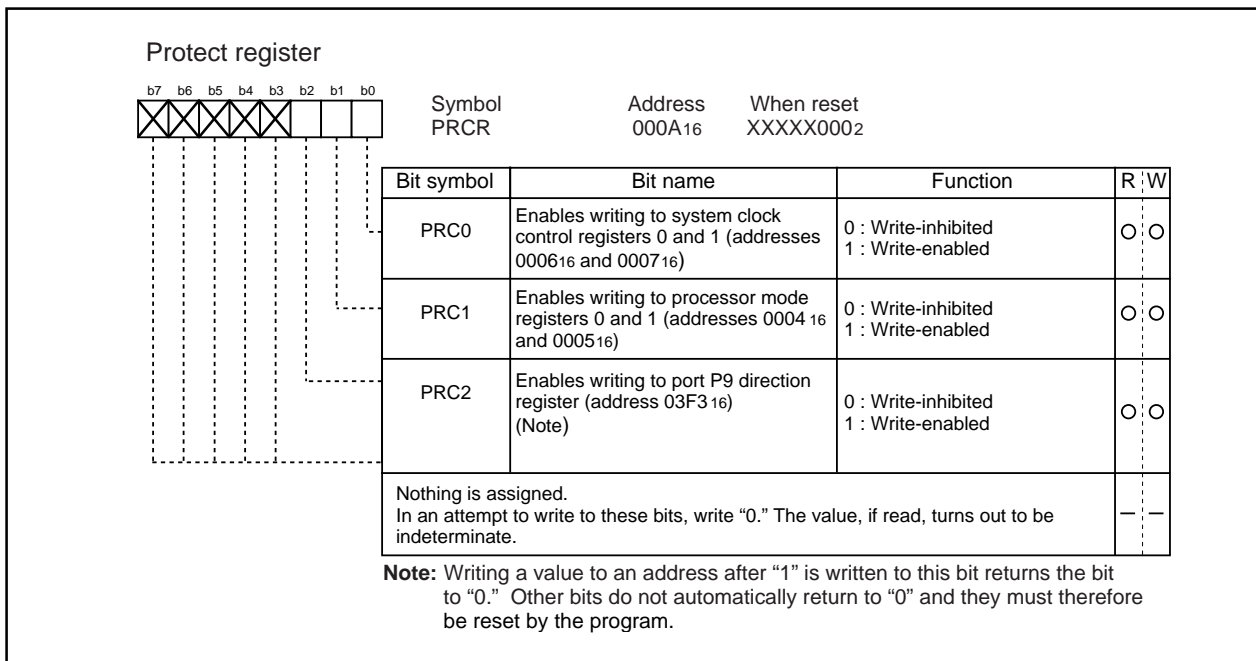 Protect register
b7 b6 b5 b4 b3 b2 b1 b0
Symbol Address When reset
PRCR 000A16 XXXXX0002
Bit symbol Bit name Function R W
PRC0
Enables writing to system clock
control registers 0 and 1 (addresses
000616 and 000716)
0 : Write-inhibited
1 : Write-enabled
PRC1
Enables writing to processor mode
registers 0 and 1 (addresses 0004 16
and 000516)
0 : Write-inhibited
1 : Write-enabled
PRC2
Enables writing to port P9 direction
register (address 03F3 16)
(Note)
0 : Write-inhibited
1 : Write-enabled
Nothing is assigned.
In an attempt to write to these bits, write “0.” The value, if read, turns out to be
indeterminate.
Note: Writing a value to an address after “1” is written to this bit returns the bit
to “0.” Other bits do not automatically return to “0” and they must therefore
be reset by the program.